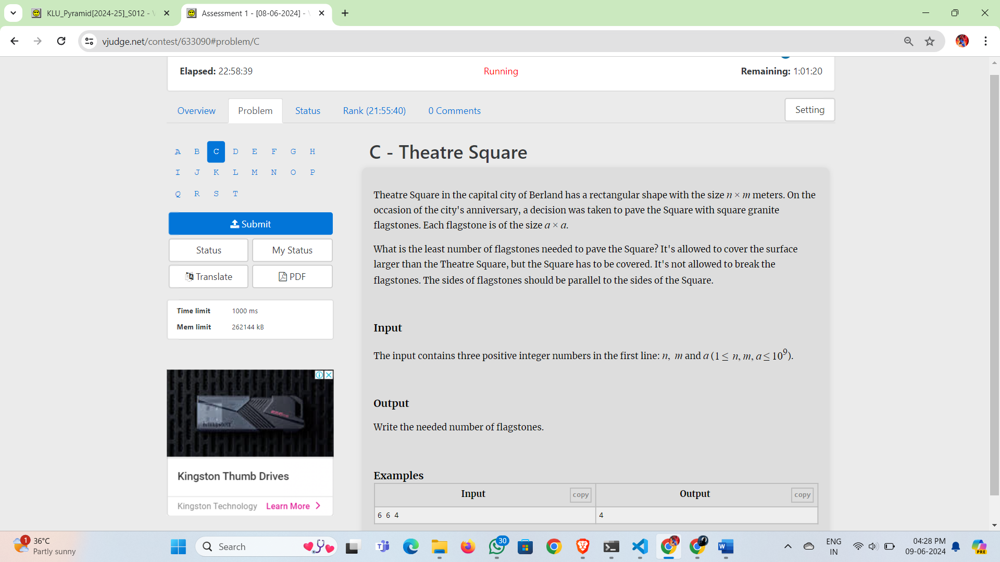 KLU_Pyramid[2024-25]_S012 -
Assessment 1 - [08-06-2024] -
vjudge.net/contest/633090#problem/C
Elapsed: 22:58:39
Running
Remaining: 1:01:20
Overview
Problem
Status
Rank (21:55:40)
0 Comments
Setting
A B C D E F G H
I J K L M N O P
Q R S T
Submit
Status
My Status
Translate
PDF
Time limit 1000 ms
Mem limit 262144 kB
Kingston Thumb Drives
Kingston Technology
Learn More
C - Theatre Square
Theatre Square in the capital city of Berland has a rectangular shape with the size n × m meters. On the
occasion of the city's anniversary, a decision was taken to pave the Square with square granite
flagstones. Each flagstone is of the size a × a.
What is the least number of flagstones needed to pave the Square? It's allowed to cover the surface
larger than the Theatre Square, but the Square has to be covered. It's not allowed to break the
flagstones. The sides of flagstones should be parallel to the sides of the Square.
Input
The input contains three positive integer numbers in the first line: n, m and a (1 ≤ n, m, a ≤ 10⁹).
Output
Write the needed number of flagstones.
Examples
Input copy Output copy
6 6 4 4
1
36°C
Partly sunny
Search
30
ENG
IN
04:28 PM
09-06-2024
PRE